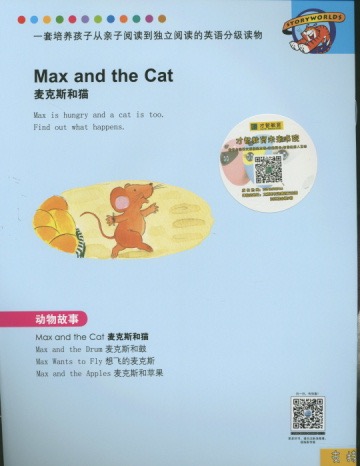 STORYWORLDS
一套培养孩子从亲子阅读到独立阅读的英语分级读物
Max and the Cat
麦克斯和猫
Max is hungry and a cat is too.
Find out what happens.
动物故事
Max and the Cat 麦克斯和猫
Max and the Drum 麦克斯和鼓
Max Wants to Fly 想飞的麦克斯
Max and the Apples 麦克斯和苹果